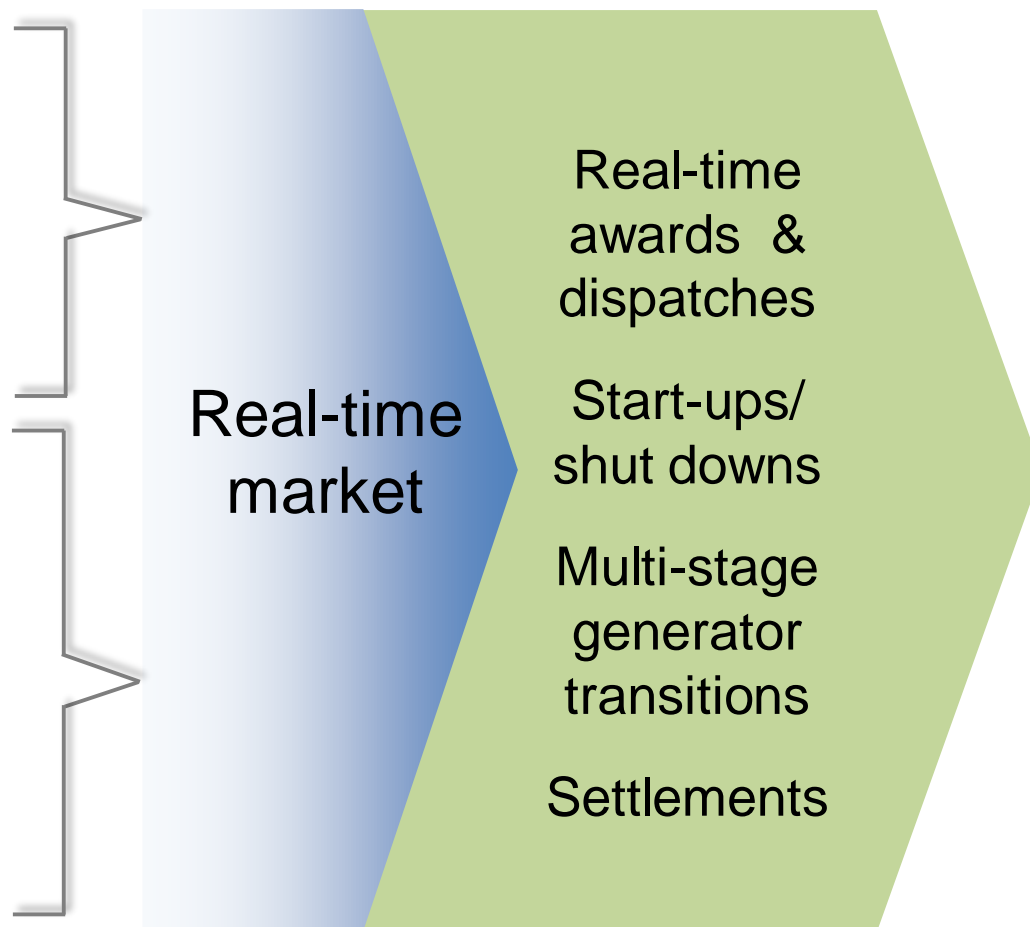 Real-time
market
Real-time
awards & 
dispatches
Start-ups/
shut downs
Multi-stage
generator
transitions
Settlements